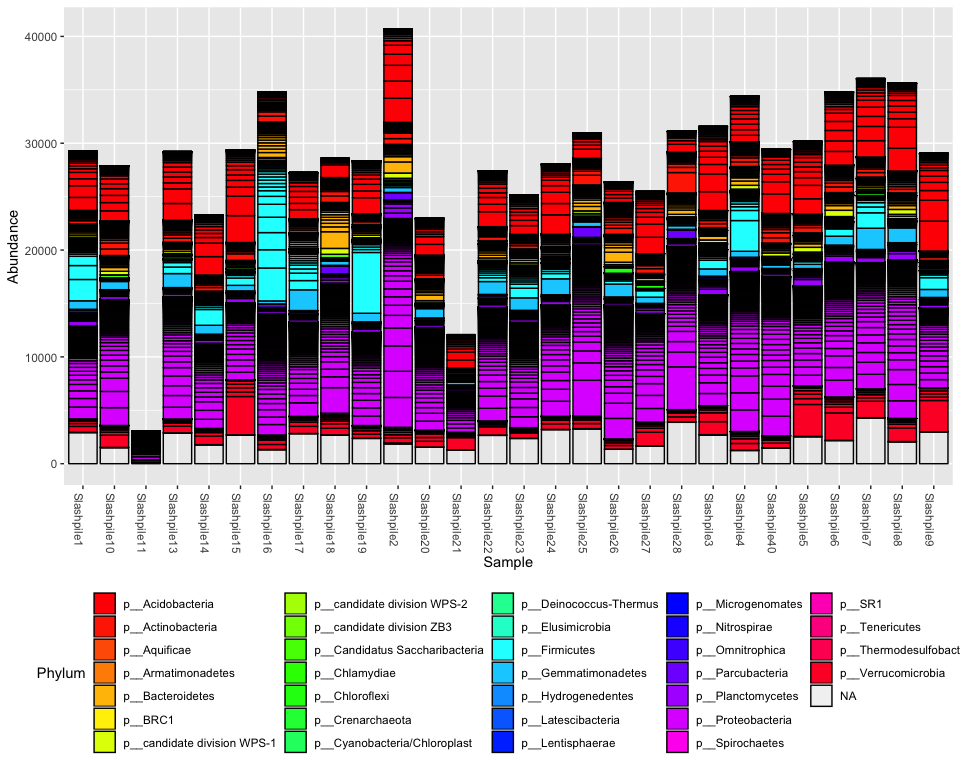 40000
30000
20000
10000
0
Abundance
Slashpile1
Slashpile10
Slashpile11
Slashpile13
Slashpile14
Slashpile15
Slashpile16
Slashpile17
Slashpile18
Slashpile19
Slashpile2
Slashpile20
Slashpile21
Slashpile22
Slashpile23
Slashpile24
Slashpile25
Slashpile26
Slashpile27
Slashpile28
Slashpile3
Slashpile4
Slashpile40
Slashpile5
Slashpile6
Slashpile7
Slashpile8
Slashpile9
Sample
Phylum
p__Acidobacteria
p__Actinobacteria
p__Aquificae
p__Armatimonadetes
p__Bacteroidetes
p__BRC1
p__candidate division WPS-1
p__candidate division WPS-2
p__candidate division ZB3
p__Candidatus Saccharibacteria
p__Chlamydiae
p__Chloroflexi
p__Crenarchaeota
p__Cyanobacteria/Chloroplast
p__Deinococcus-Thermus
p__Elusimicrobia
p__Firmicutes
p__Gemmatimonadetes
p__Hydrogenedentes
p__Latescibacteria
p__Lentisphaerae
p__Microgenomates
p__Nitrospirae
p__Omnitrophica
p__Parcubacteria
p__Planctomycetes
p__Proteobacteria
p__Spirochaetes
p__SR1
p__Tenericutes
p__Thermodesulfobact
p__Verrucomicrobia
NA